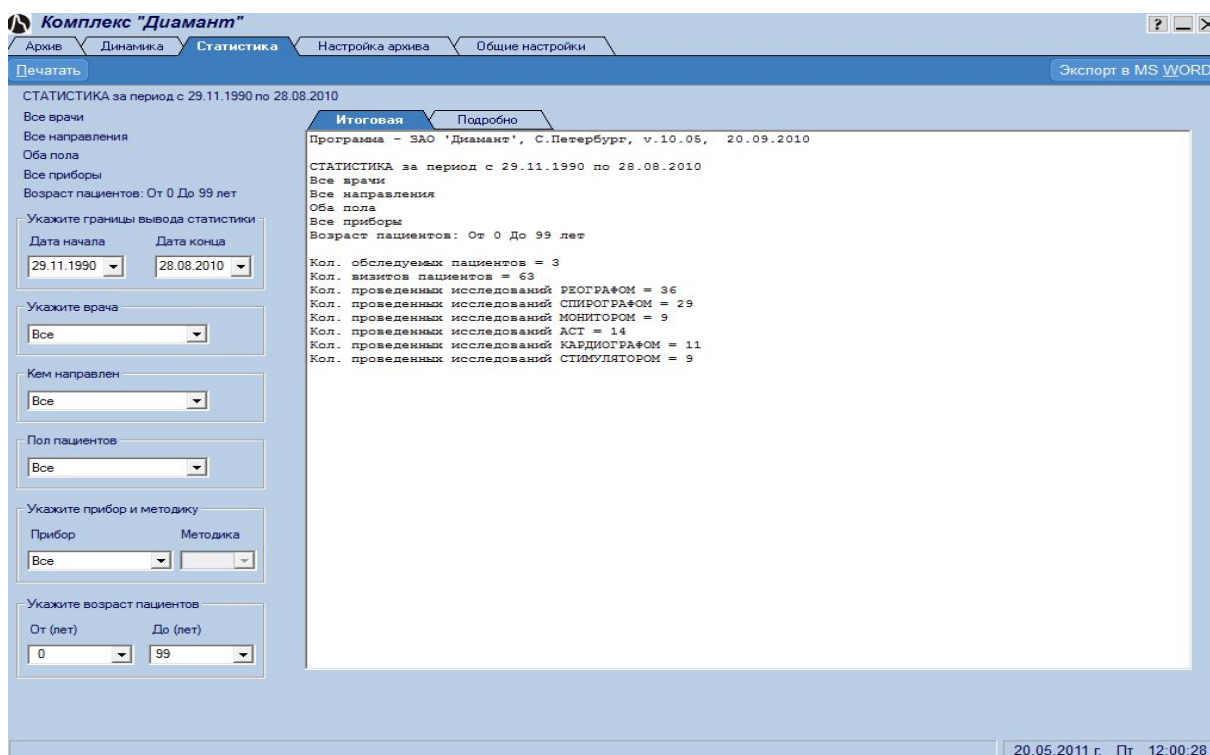 Комплекс "Диамант"
?
Архив Динамика Статистика Настройка архива Общие настройки
Печатать Экспорт в MS WORD
СТАТИСТИКА за период с 29.11.1990 по 28.08.2010
Все врачи
Все направления
Оба пола
Все приборы
Возраст пациентов: От 0 До 99 лет
Укажите границы вывода статистики
Дата начала Дата конца
29.11.1990 28.08.2010
Укажите врача
Все
Кем направлен
Все
Пол пациентов
Все
Укажите прибор и методику
Прибор Методика
Все
Укажите возраст пациентов
От (лет) До (лет)
0 99
Итоговая Подробно
Программа - ЗАО 'Диамант', С.Петербург, v.10.05, 20.09.2010
СТАТИСТИКА за период с 29.11.1990 по 28.08.2010
Все врачи
Все направления
Оба пола
Все приборы
Возраст пациентов: От 0 До 99 лет
Кол. обследуемых пациентов = 3
Кол. визитов пациентов = 63
Кол. проведенных исследований РЕОГРАФОМ = 36
Кол. проведенных исследований СПИРОГРАФОМ = 29
Кол. проведенных исследований МОНИТОРОМ = 9
Кол. проведенных исследований АСТ = 14
Кол. проведенных исследований КАРДИОГРАФОМ = 11
Кол. проведенных исследований СТИМУЛЯТОРОМ = 9
20.05.2011 г. Пт 12:00:28